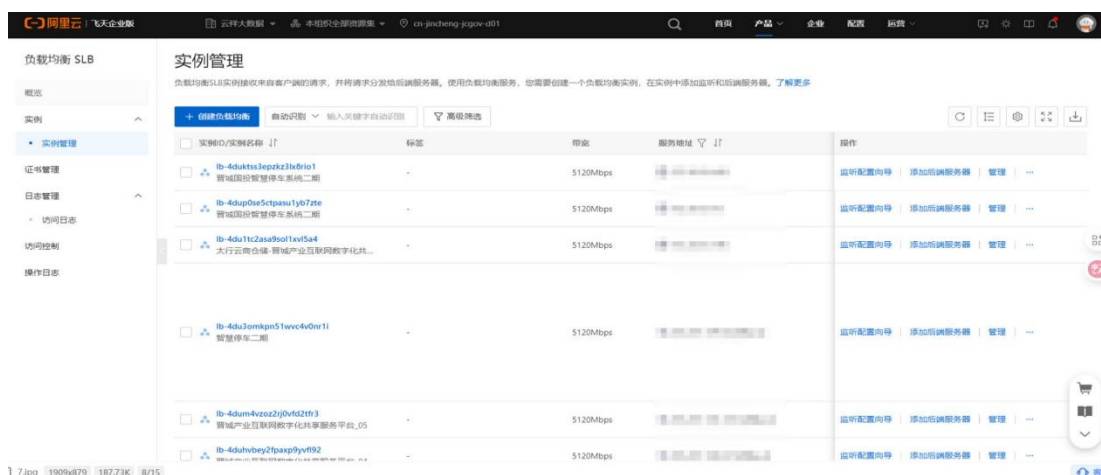 阿里云 | 飞天企业版 云祥大数据 本组织全部资源集 cn-jincheng-jcgov-d01 首页 产品 企业 配置 运营
负载均衡 SLB
概览
实例
实例管理
证书管理
日志管理
访问日志
访问控制
操作日志
实例管理
负载均衡SLB实例接收来自客户端的请求，并将请求分发给后端服务器。使用负载均衡服务，您需要创建一个负载均衡实例，在实例中添加监听和后端服务器。了解更多
+ 创建负载均衡 自动识别 输入关键字自动识别 高级筛选
实例ID/实例名称 标签 带宽 服务地址 操作
lb-4duktss3epzkz3lx8rio1
晋城国投智慧停车系统二期 - 5120Mbps 监听配置向导 添加后端服务器 管理 ...
lb-4dup0se5ctpasu1yb7zte
晋城国投智慧停车系统二期 - 5120Mbps 监听配置向导 添加后端服务器 管理 ...
lb-4du1tc2asa9sol1xvl5a4
太行云商仓储-晋城产业互联网数字化共... - 5120Mbps 监听配置向导 添加后端服务器 管理 ...
lb-4du3omkpn51wvc4v0nr1i
智慧停车二期 - 5120Mbps 监听配置向导 添加后端服务器 管理 ...
lb-4dum4vzoz2rj0vfd2tfr3
晋城产业互联网数字化共享服务平台_05 - 5120Mbps 监听配置向导 添加后端服务器 管理 ...
lb-4duhvbey2fpaxp9yvfl92
- 5120Mbps 监听配置向导 添加后端服务器 管理 ...
7.jpg 1909x879 187.73K 8/15